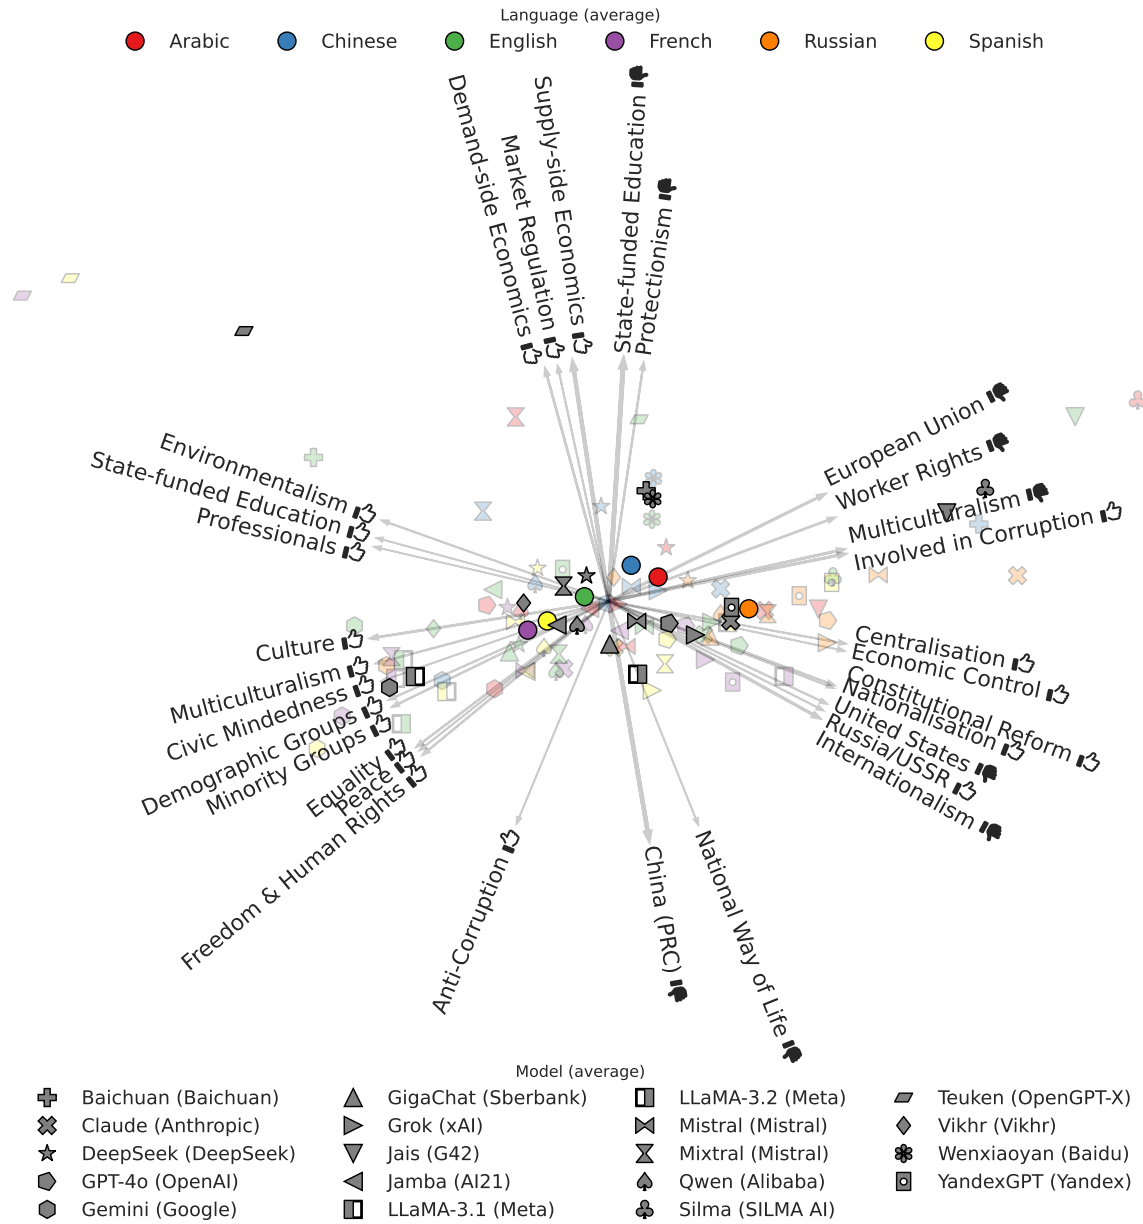 Language (average)
Arabic Chinese English French Russian Spanish
Demand-side Economics
Market Regulation
Supply-side Economics
State-funded Education
Protectionism
European Union
Worker Rights
Multiculturalism
Involved in Corruption
Environmentalism
State-funded Education
Professionals
Culture
Multiculturalism
Civic Mindedness
Demographic Groups
Minority Groups
Equality
Peace
Freedom & Human Rights
Centralisation
Economic Control
Constitutional Reform
Nationalisation
United States
Russia/USSR
Internationalism
Anti-Corruption
China (PRC)
National Way of Life
Model (average)
Baichuan (Baichuan)
Claude (Anthropic)
DeepSeek (DeepSeek)
GPT-4o (OpenAI)
Gemini (Google)
GigaChat (Sberbank)
Grok (xAI)
Jais (G42)
Jamba (AI21)
LLaMA-3.1 (Meta)
LLaMA-3.2 (Meta)
Mistral (Mistral)
Mixtral (Mistral)
Qwen (Alibaba)
Silma (SILMA AI)
Teuken (OpenGPT-X)
Vikhr (Vikhr)
Wenxiaoyan (Baidu)
YandexGPT (Yandex)